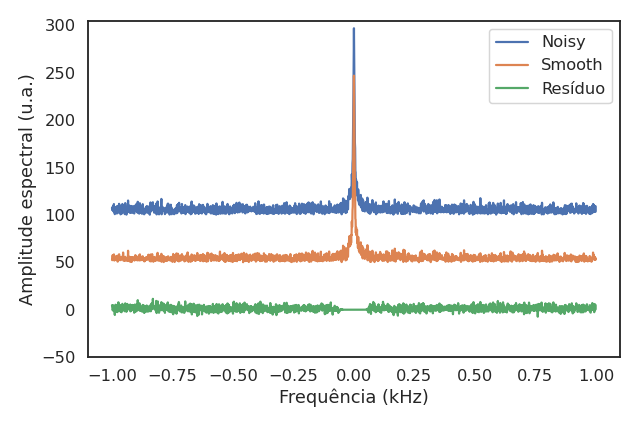 300
250
200
150
100
50
0
−50
Amplitude espectral (u.a.)
Noisy
Smooth
Resíduo
−1.00 −0.75 −0.50 −0.25 0.00 0.25 0.50 0.75 1.00
Frequência (kHz)